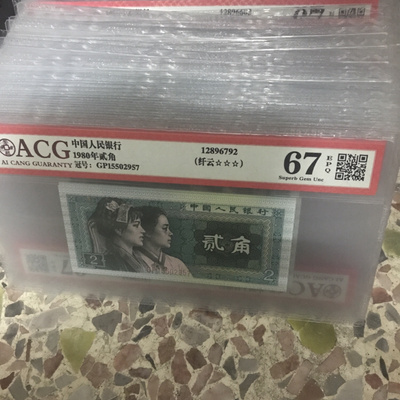 12896802
ACG
AI CANG GUARANTY
中国人民银行
1980年贰角
冠号：GP15502957
12896792
(纤云☆☆☆)
67
EPQ
Superb Gem Unc
中国人民银行
贰角
2
2